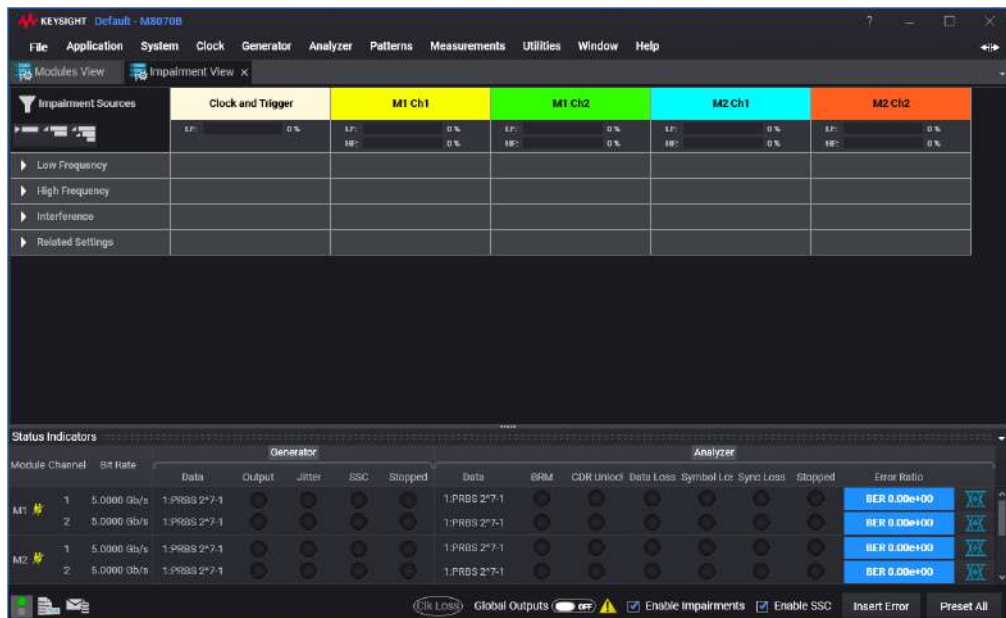 KEYSIGHT Default - M8070B ?
File Application System Clock Generator Analyzer Patterns Measurements Utilities Window Help
Modules View Impairment View ×
Impairment Sources Clock and Trigger M1 Ch1 M1 Ch2 M2 Ch1 M2 Ch2
LF: 0 % LF: 0 % LF: 0 % LF: 0 % LF: 0 %
HF: 0 % HF: 0 % HF: 0 % HF: 0 %
Low Frequency
High Frequency
Interference
Related Settings
Status Indicators
Generator Analyzer
Module Channel Bit Rate Data Output Jitter SSC Stopped Data BRM CDR Unlocl Data Loss Symbol Los Sync Loss Stopped Error Ratio
M1
1 5.0000 Gb/s 1:PRBS 2^7-1 1:PRBS 2^7-1 BER 0.00e+00
2 5.0000 Gb/s 1:PRBS 2^7-1 1:PRBS 2^7-1 BER 0.00e+00
M2
1 5.0000 Gb/s 1:PRBS 2^7-1 1:PRBS 2^7-1 BER 0.00e+00
2 5.0000 Gb/s 1:PRBS 2^7-1 1:PRBS 2^7-1 BER 0.00e+00
Clk Loss Global Outputs OFF Enable Impairments Enable SSC Insert Error Preset All